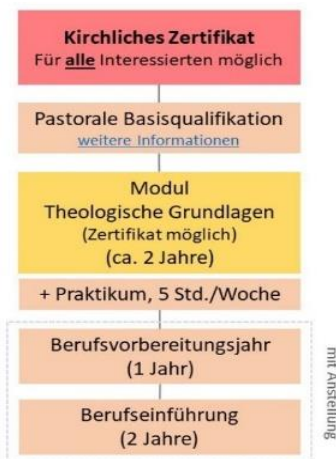 Kirchliches Zertifikat
Für alle Interessierten möglich
Pastorale Basisqualifikation
weitere Informationen
Modul
Theologische Grundlagen
(Zertifikat möglich)
(ca. 2 Jahre)
+ Praktikum, 5 Std./Woche
Berufsvorbereitungsjahr
(1 Jahr)
Berufseinführung
(2 Jahre)
mit Anstellung